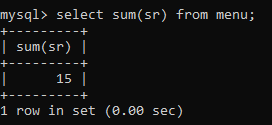 mysql> select sum(sr) from menu;
+---------+
| sum(sr) |
+---------+
|      15 |
+---------+
1 row in set (0.00 sec)